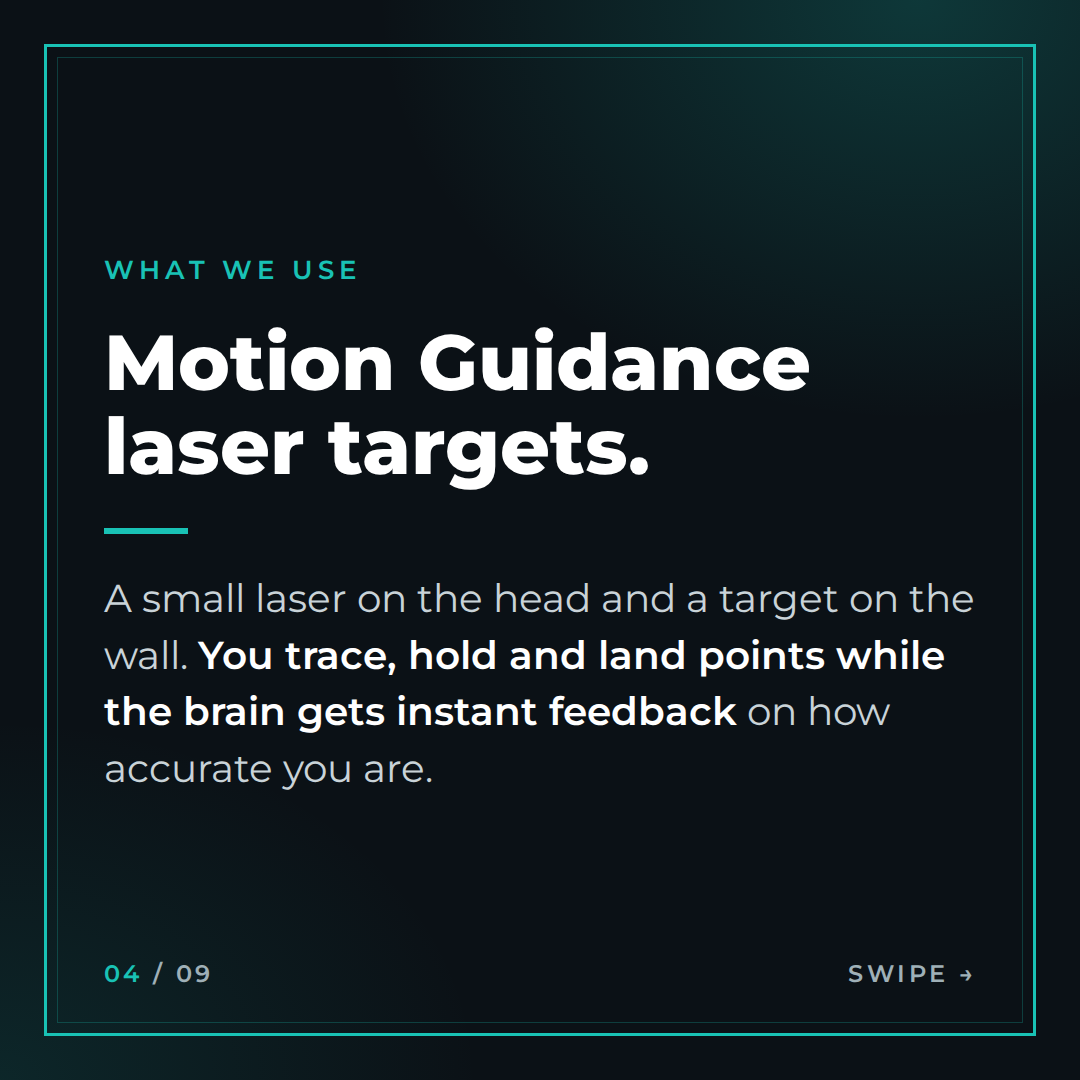 WHAT WE USE
Motion Guidance
laser targets.
A small laser on the head and a target on the
wall. You trace, hold and land points while
the brain gets instant feedback on how
accurate you are.
04 / 09
SWIPE →